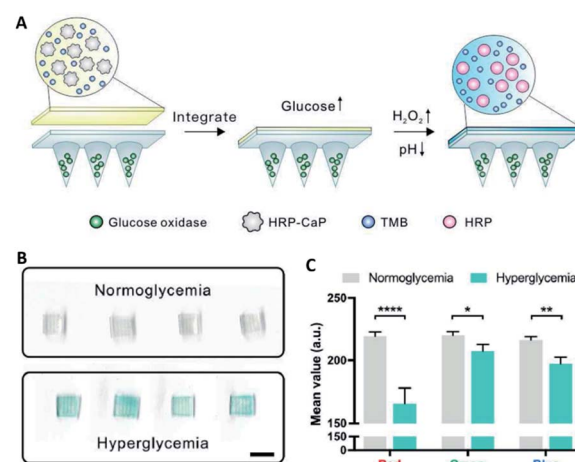 A
Integrate
Glucose↑
H₂O₂↑
pH↓
Glucose oxidase
HRP-CaP
TMB
HRP
B
Normoglycemia
Hyperglycemia
C
Normoglycemia
Hyperglycemia
****
*
**
Mean value (a.u.)
250
200
150
150
0